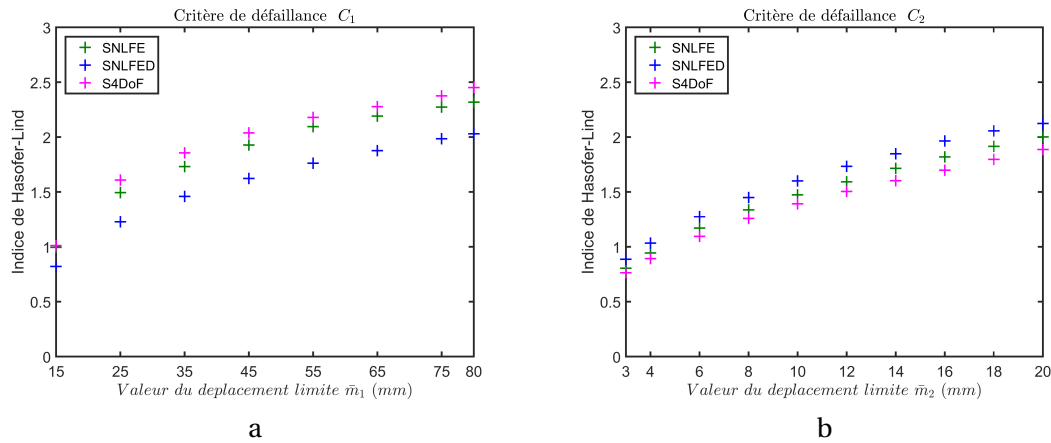 Critère de défaillance C₁
3
2.5
2
1.5
1
0.5
0
SNLFE
SNLFED
S4DoF
Indice de Hasofer-Lind
15 25 35 45 55 65 75 80
Valeur du deplacement limite m̄₁ (mm)
a
Critère de défaillance C₂
3
2.5
2
1.5
1
0.5
0
SNLFE
SNLFED
S4DoF
Indice de Hasofer-Lind
3 4 6 8 10 12 14 16 18 20
Valeur du deplacement limite m̄₂ (mm)
b